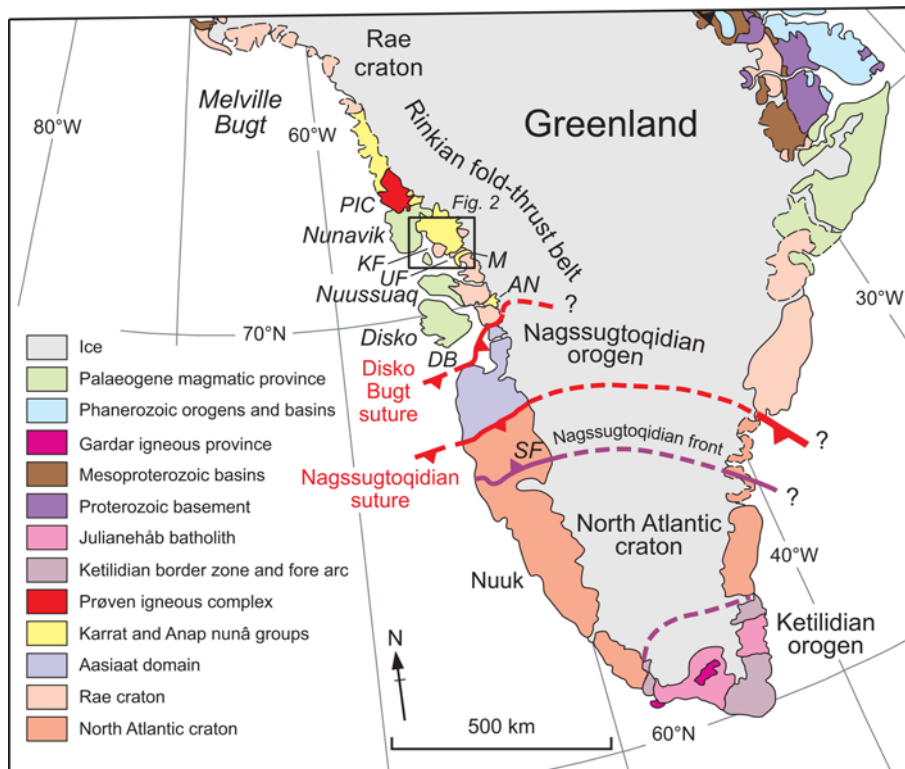 Rae
craton
Melville
Bugt
80°W
60°W
Greenland
Rinkian fold-thrust belt
PIC
Fig. 2
Nunavik
KF
M
UF
Nuussuaq
AN
?
30°W
70°N
Disko
Nagssugtoqidian
orogen
DB
Disko
Bugt
suture
?
SF
Nagssugtoqidian front
Nagssugtoqidian
suture
?
North Atlantic
craton
Nuuk
40°W
Ketilidian
orogen
N
500 km
60°N
Ice
Palaeogene magmatic province
Phanerozoic orogens and basins
Gardar igneous province
Mesoproterozoic basins
Proterozoic basement
Julianehåb batholith
Ketilidian border zone and fore arc
Prøven igneous complex
Karrat and Anap nunâ groups
Aasiaat domain
Rae craton
North Atlantic craton